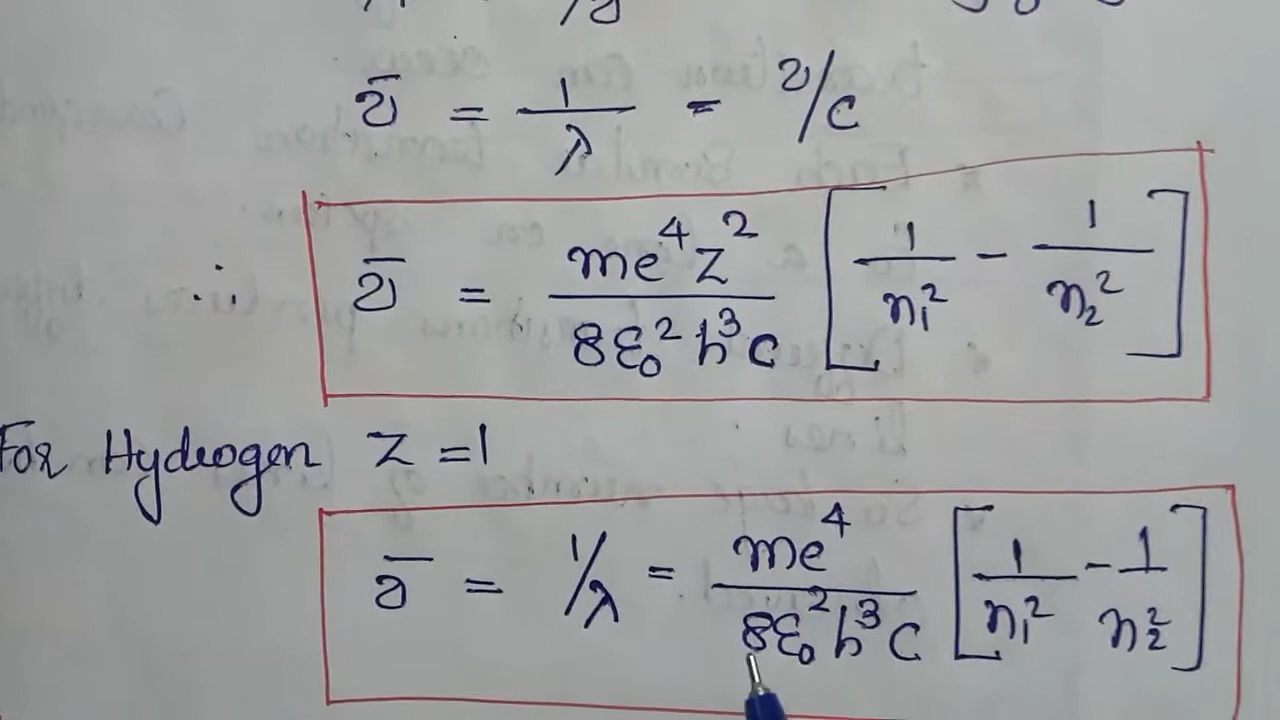 ν̄ = 1/λ = ν/c
∴ ν̄ = me⁴z²/8ε₀²h³c [1/n₁² - 1/n₂²]
For Hydrogen Z = 1
ν̄ = 1/λ = me⁴/8ε₀²h³c [1/n₁² - 1/n₂²]